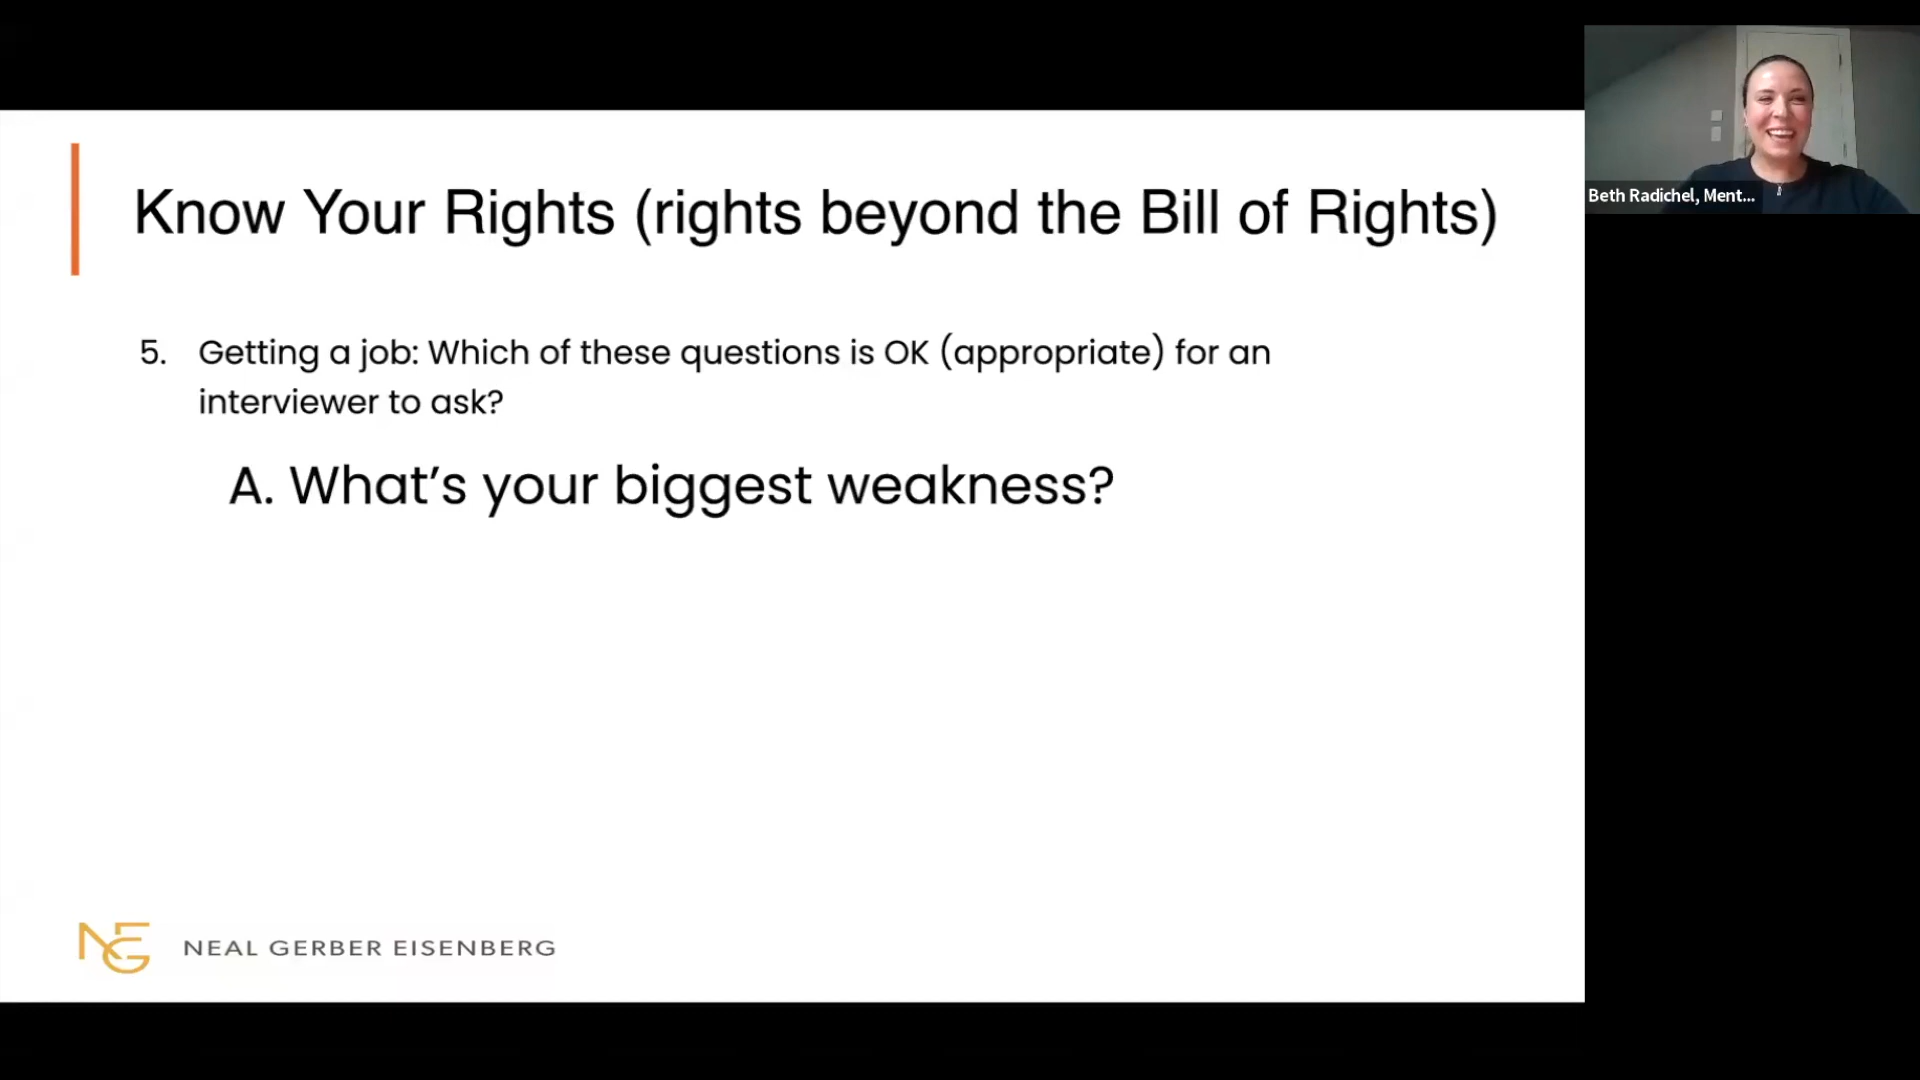 Know Your Rights (rights beyond the Bill of Rights)
5. Getting a job: Which of these questions is OK (appropriate) for an
interviewer to ask?
A. What's your biggest weakness?
NEG NEAL GERBER EISENBERG
Beth Radichel, Ment...